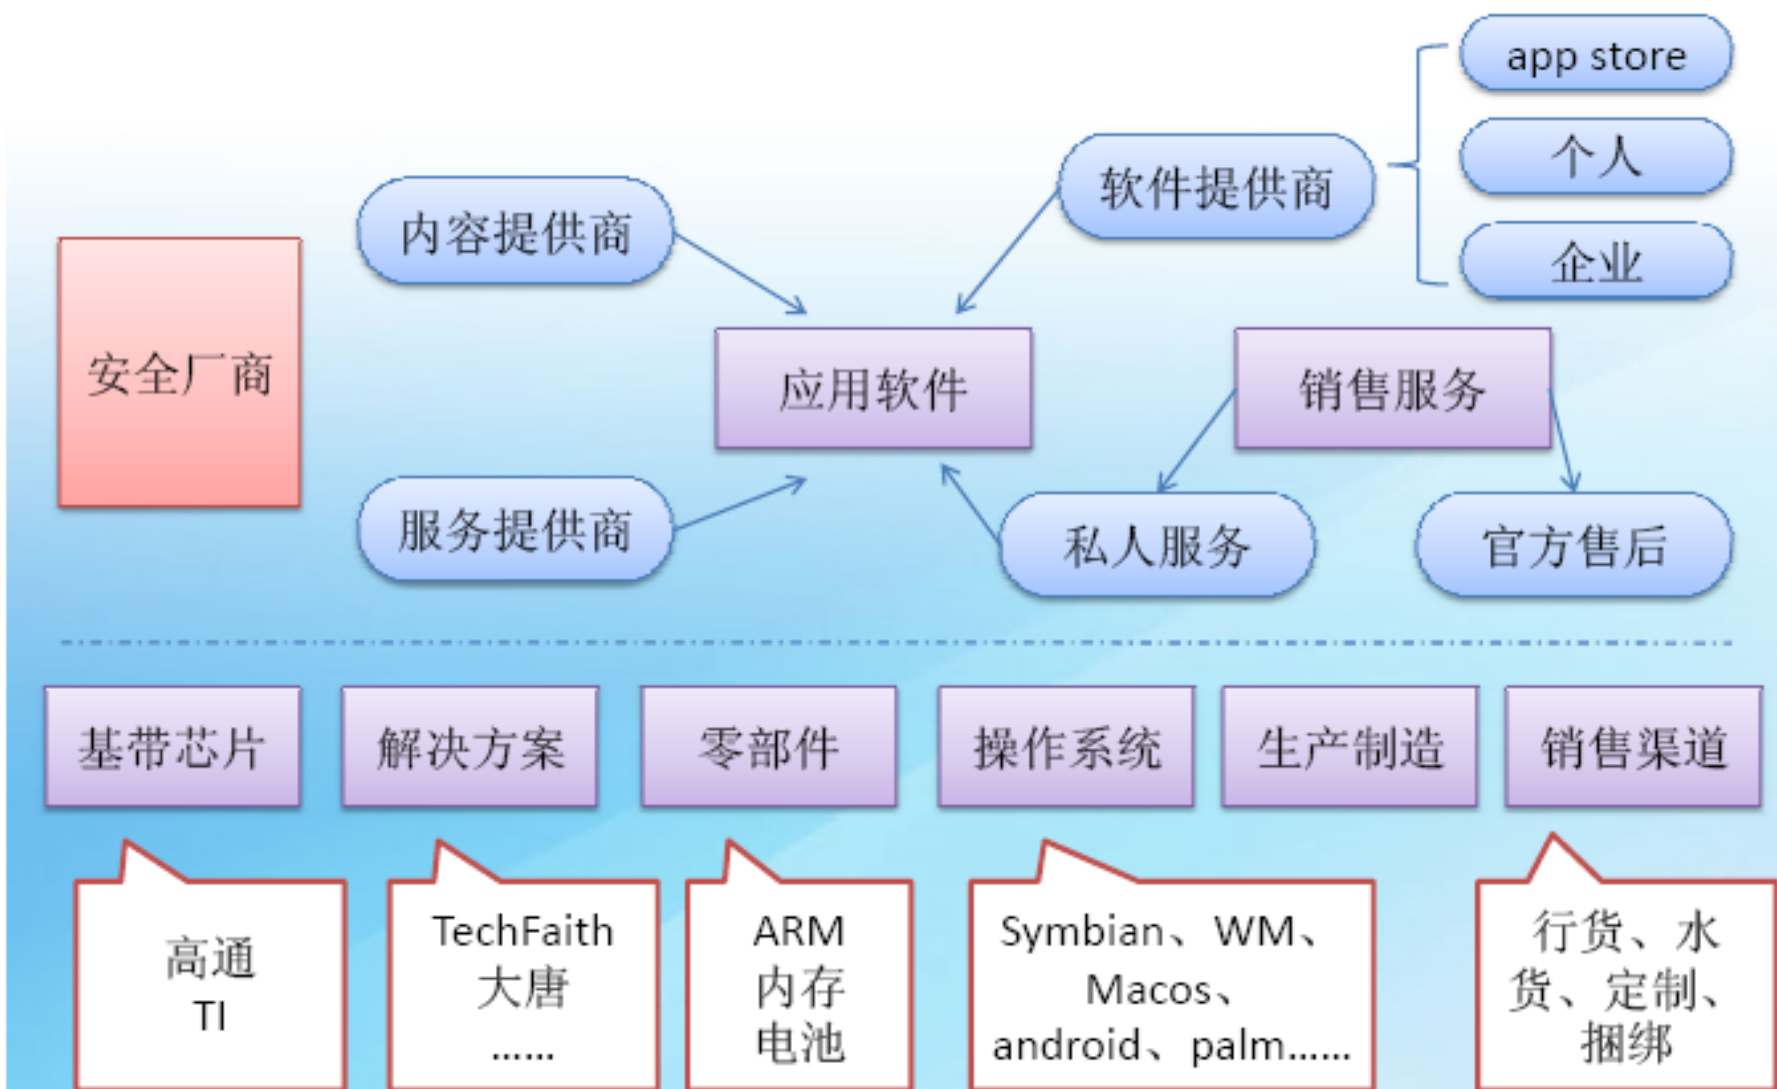 app store
个人
企业
软件提供商
内容提供商
安全厂商
应用软件
销售服务
服务提供商
私人服务
官方售后
基带芯片
解决方案
零部件
操作系统
生产制造
销售渠道
高通
TI
TechFaith
大唐
……
ARM
内存
电池
Symbian、WM、
Macos、
android、palm……
行货、水
货、定制、
捆绑